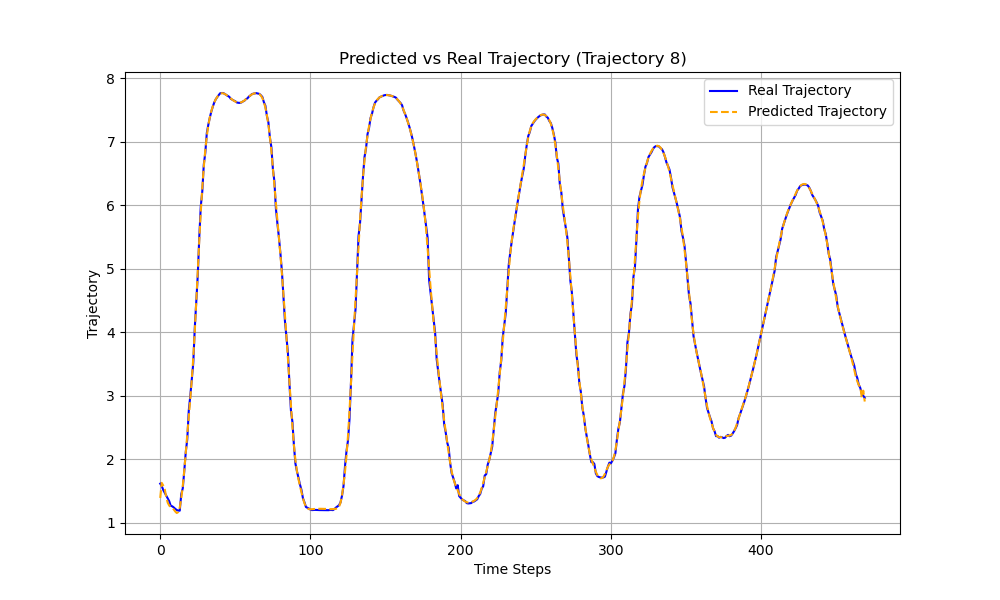 Predicted vs Real Trajectory (Trajectory 8)
Real Trajectory
Predicted Trajectory
8
7
6
5
4
3
2
1
Trajectory
0 100 200 300 400
Time Steps